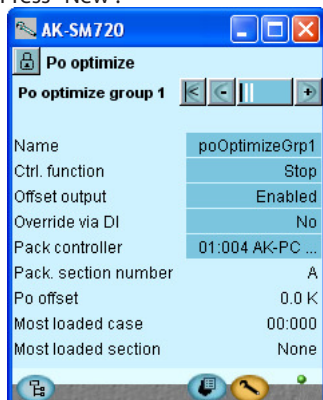 Press "New".
AK-SM720
Po optimize
Po optimize group 1
Name poOptimizeGrp1
Ctrl. function Stop
Offset output Enabled
Override via DI No
Pack controller 01:004 AK-PC ...
Pack. section number A
Po offset 0.0 K
Most loaded case 00:000
Most loaded section None